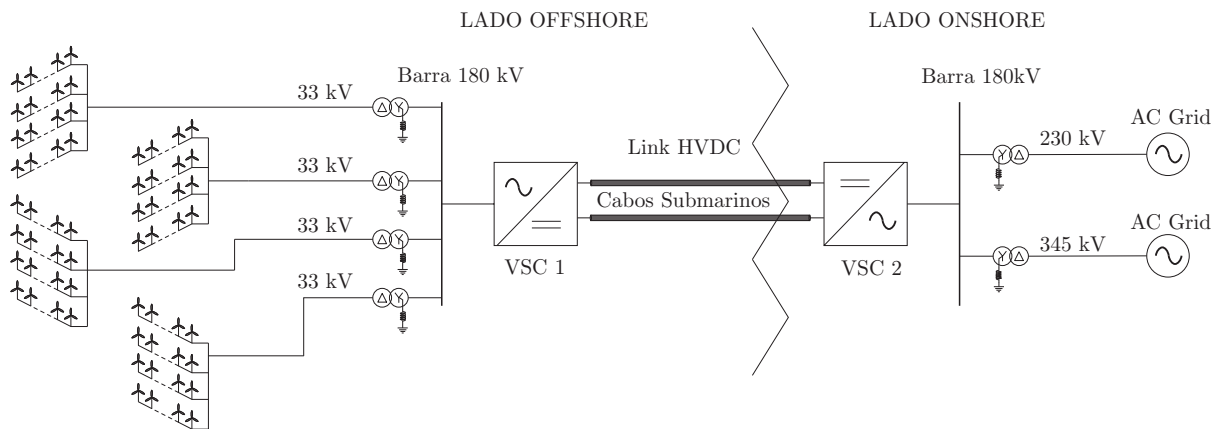 LADO OFFSHORE
LADO ONSHORE
Barra 180 kV
Barra 180kV
33 kV
33 kV
33 kV
33 kV
Link HVDC
Cabos Submarinos
VSC 1
VSC 2
230 kV
AC Grid
345 kV
AC Grid